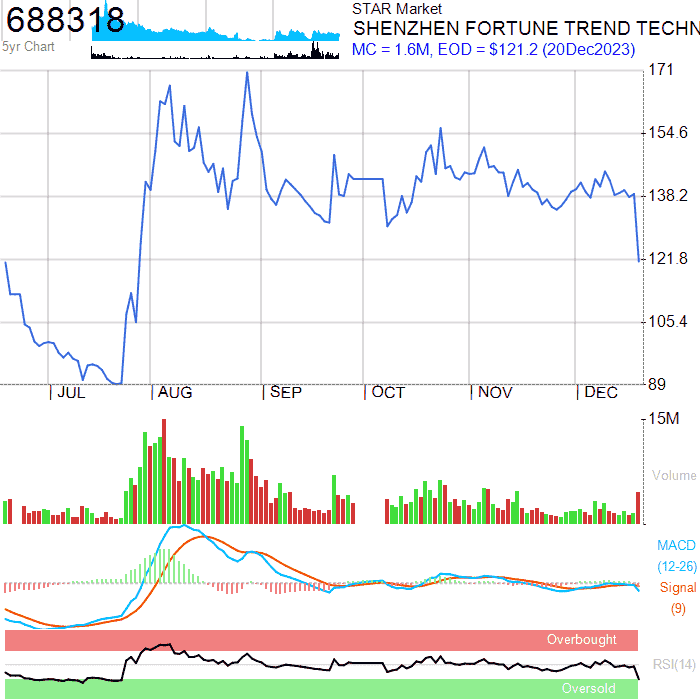 688318
5yr Chart
STAR Market
SHENZHEN FORTUNE TREND TECHN
MC = 1.6M, EOD = $121.2 (20Dec2023)
171
154.6
138.2
121.8
105.4
89
JUL AUG SEP OCT NOV DEC
15M
Volume
MACD
(12-26)
Signal
(9)
Overbought
RSI(14)
Oversold